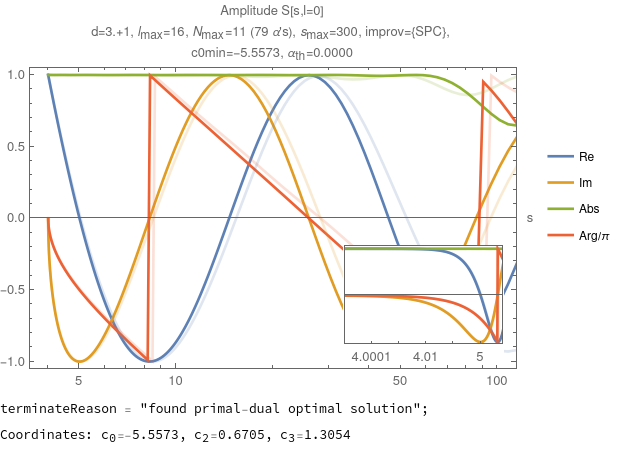 Amplitude S[s,l=0]
d=3.+1, lmax=16, Nmax=11 (79 α's), smax=300, improv={SPC},
c0min=-5.5573, αth=0.0000
1.0
0.5
0.0
-0.5
-1.0
5
10
50
100
s
4.0001
4.01
5
Re
Im
Abs
Arg/π
terminateReason = "found primal-dual optimal solution";
Coordinates: c0=-5.5573, c2=0.6705, c3=1.3054